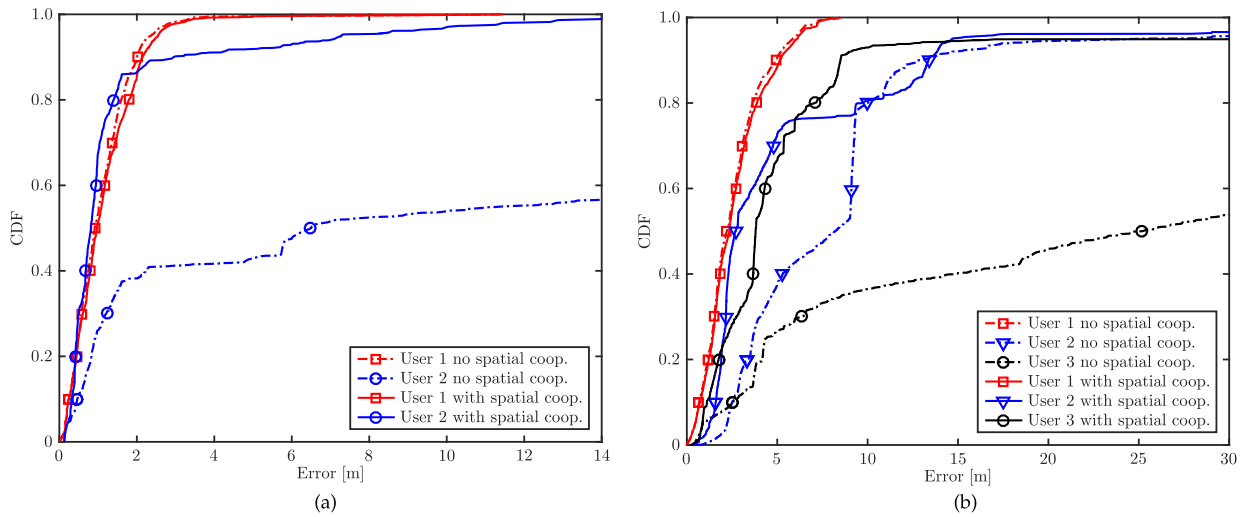 1.0
0.8
0.6
0.4
0.2
0
CDF
0 2 4 6 8 10 12 14
Error [m]
User 1 no spatial coop.
User 2 no spatial coop.
User 1 with spatial coop.
User 2 with spatial coop.
(a)
1.0
0.8
0.6
0.4
0.2
0
CDF
0 5 10 15 20 25 30
Error [m]
User 1 no spatial coop.
User 2 no spatial coop.
User 3 no spatial coop.
User 1 with spatial coop.
User 2 with spatial coop.
User 3 with spatial coop.
(b)